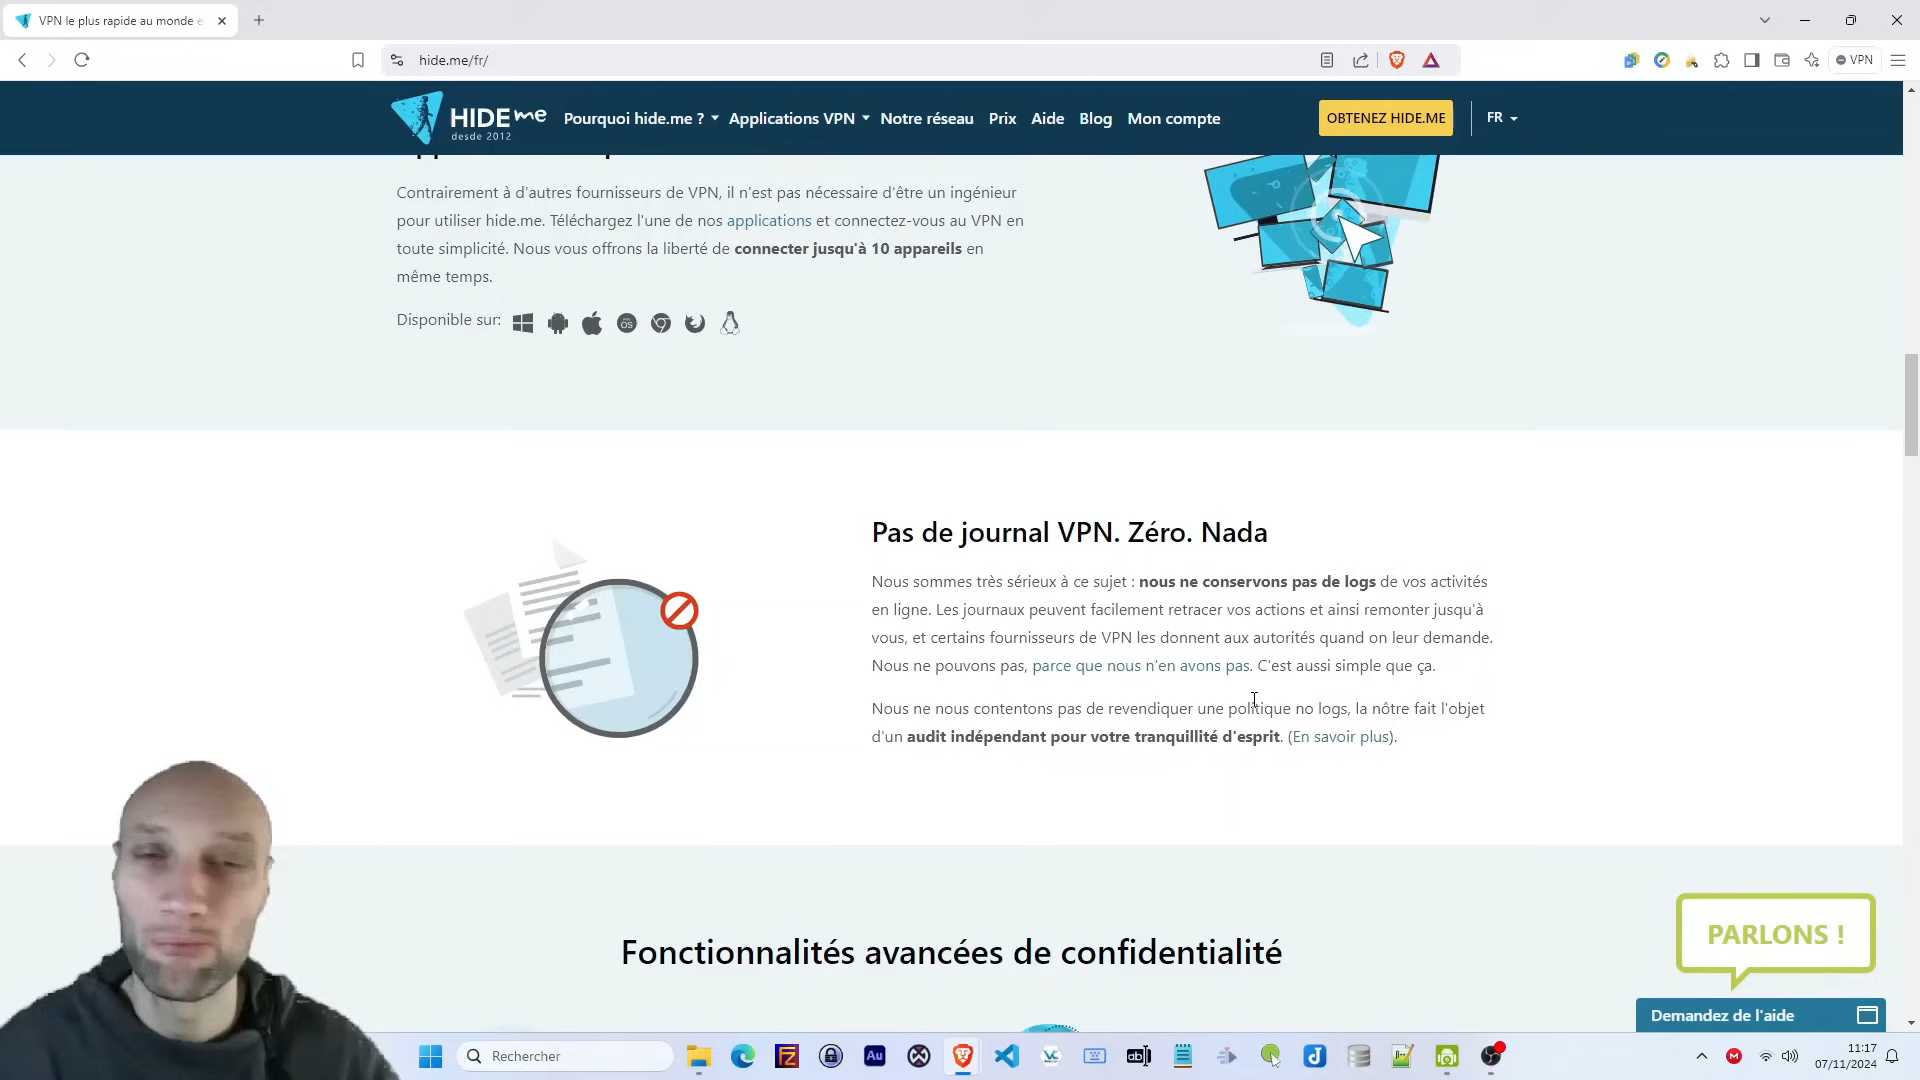 VPN le plus rapide au monde e
hide.me/fr/
VPN
HIDE me
desde 2012
Pourquoi hide.me ?
Applications VPN
Notre réseau
Prix
Aide
Blog
Mon compte
OBTENEZ HIDE.ME
FR
Contrairement à d'autres fournisseurs de VPN, il n'est pas nécessaire d'être un ingénieur
pour utiliser hide.me. Téléchargez l'une de nos applications et connectez-vous au VPN en
toute simplicité. Nous vous offrons la liberté de connecter jusqu'à 10 appareils en
même temps.
Disponible sur:
Pas de journal VPN. Zéro. Nada
Nous sommes très sérieux à ce sujet : nous ne conservons pas de logs de vos activités
en ligne. Les journaux peuvent facilement retracer vos actions et ainsi remonter jusqu'à
vous, et certains fournisseurs de VPN les donnent aux autorités quand on leur demande.
Nous ne pouvons pas, parce que nous n'en avons pas. C'est aussi simple que ça.
Nous ne nous contentons pas de revendiquer une politique no logs, la nôtre fait l'objet
d'un audit indépendant pour votre tranquillité d'esprit. (En savoir plus).
Fonctionnalités avancées de confidentialité
PARLONS !
Demandez de l'aide
Rechercher
11:17
07/11/2024